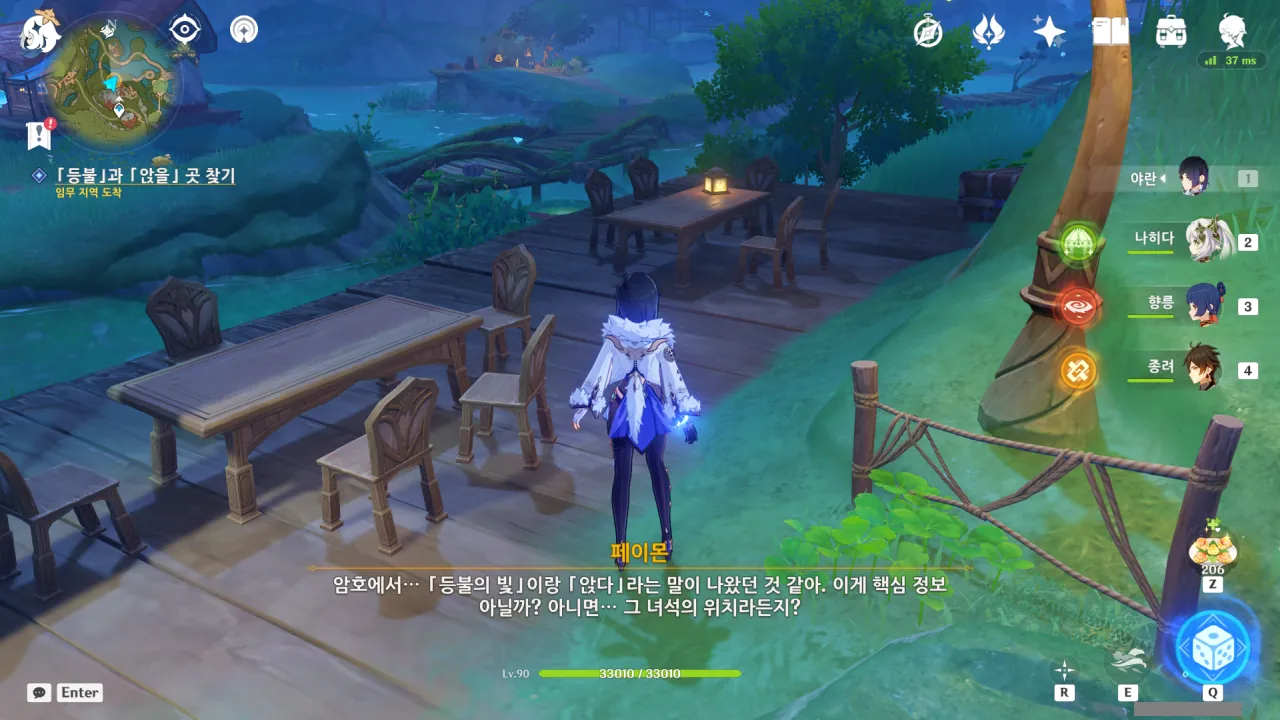 37 ms
「등불」과 「앉을」 곳 찾기
임무 지역 도착
야란
1
나히다
2
향릉
3
종려
4
페이몬
암호에서… 「등불의 빛」이랑 「앉다」라는 말이 나왔던 것 같아. 이게 핵심 정보
아닐까? 아니면… 그 녀석의 위치라든지?
206
Z
Lv.90
33010 / 33010
Enter
R
E
Q